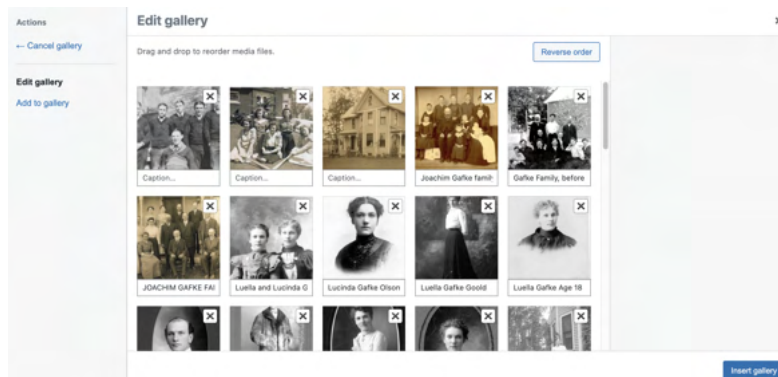 Actions
← Cancel gallery
Edit gallery
Add to gallery
Edit gallery
Drag and drop to reorder media files.
Reverse order
Caption...
Caption...
Caption...
Joachim Gafke famil
Gafke Family, before
JOACHIM GAFKE FAI
Luella and Lucinda G
Lucinda Gafke Olson
Luella Gafke Goold
Luella Gafke Age 18
Insert gallery